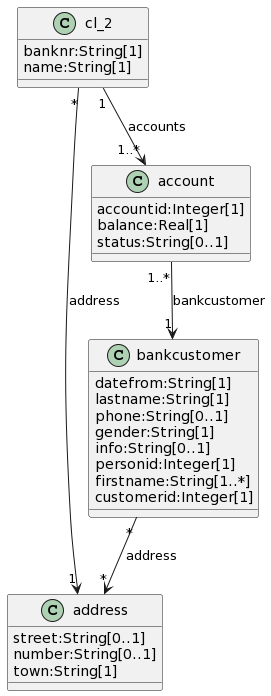 C cl_2
banknr:String[1]
name:String[1]
*
1
accounts
1..*
C account
accountid:Integer[1]
balance:Real[1]
status:String[0..1]
address
1..*
bankcustomer
1
C bankcustomer
datefrom:String[1]
lastname:String[1]
phone:String[0..1]
gender:String[1]
info:String[0..1]
personid:Integer[1]
firstname:String[1..*]
customerid:Integer[1]
*
address
1
*
C address
street:String[0..1]
number:String[0..1]
town:String[1]